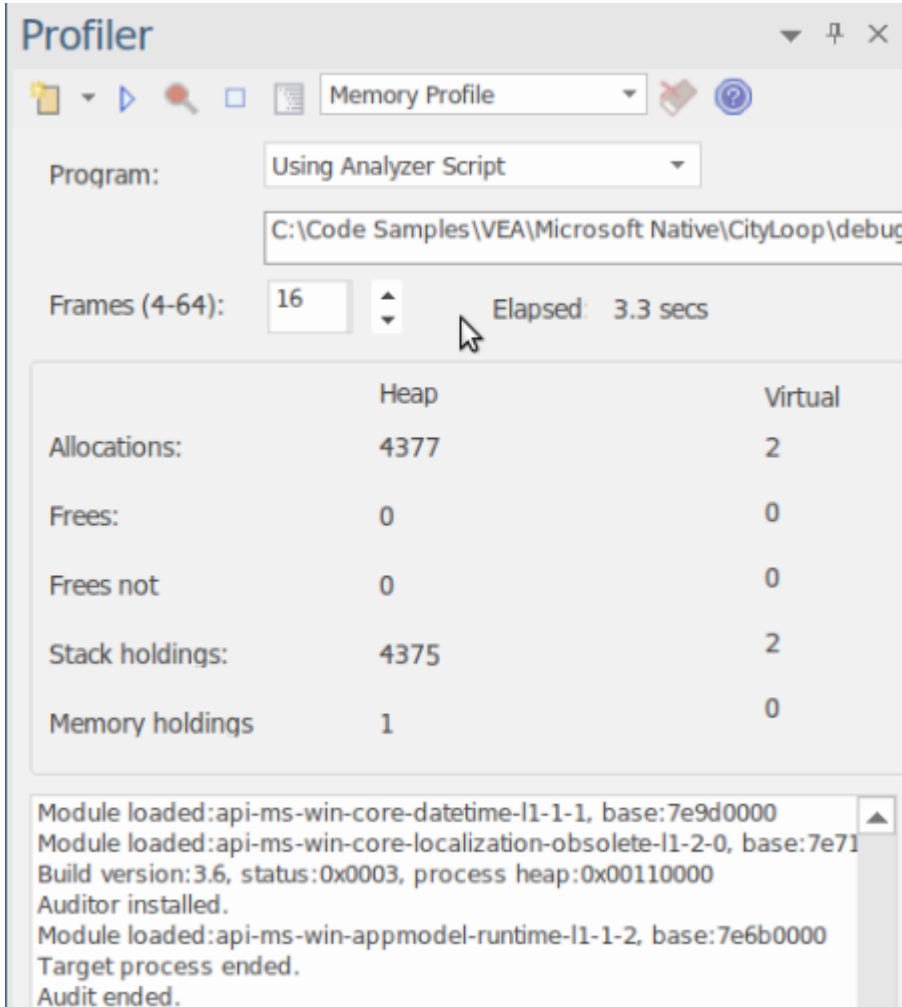 Profiler
Memory Profile
Program:
Using Analyzer Script
C:\Code Samples\VEA\Microsoft Native\CityLoop\debug
Frames (4-64): 16 Elapsed: 3.3 secs
Heap Virtual
Allocations: 4377 2
Frees: 0 0
Frees not 0 0
Stack holdings: 4375 2
Memory holdings 1 0
Module loaded:api-ms-win-core-datetime-l1-1-1, base:7e9d0000
Module loaded:api-ms-win-core-localization-obsolete-l1-2-0, base:7e71
Build version:3.6, status:0x0003, process heap:0x00110000
Auditor installed.
Module loaded:api-ms-win-appmodel-runtime-l1-1-2, base:7e6b0000
Target process ended.
Audit ended.